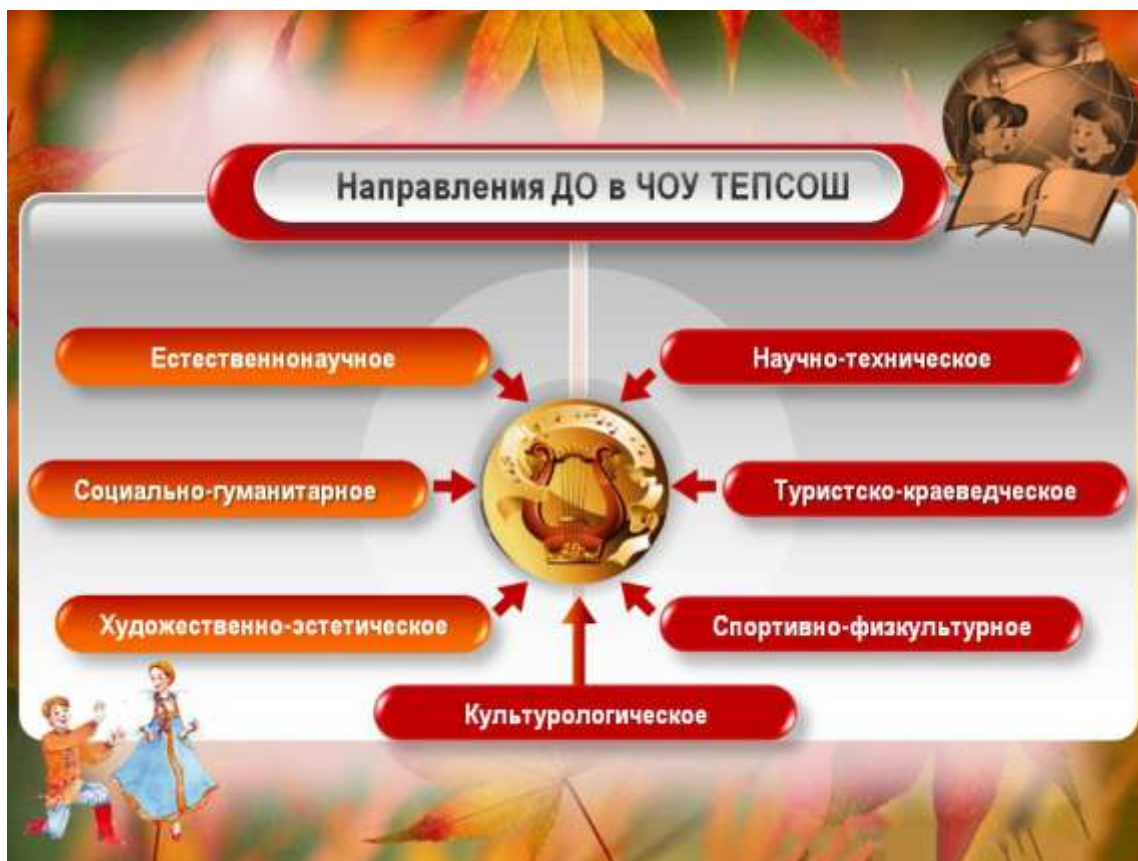 Направления ДО в ЧОУ ТЕПСОШ
Естественнонаучное
Научно-техническое
Социально-гуманитарное
Туристско-краеведческое
Художественно-эстетическое
Спортивно-физкультурное
Культурологическое